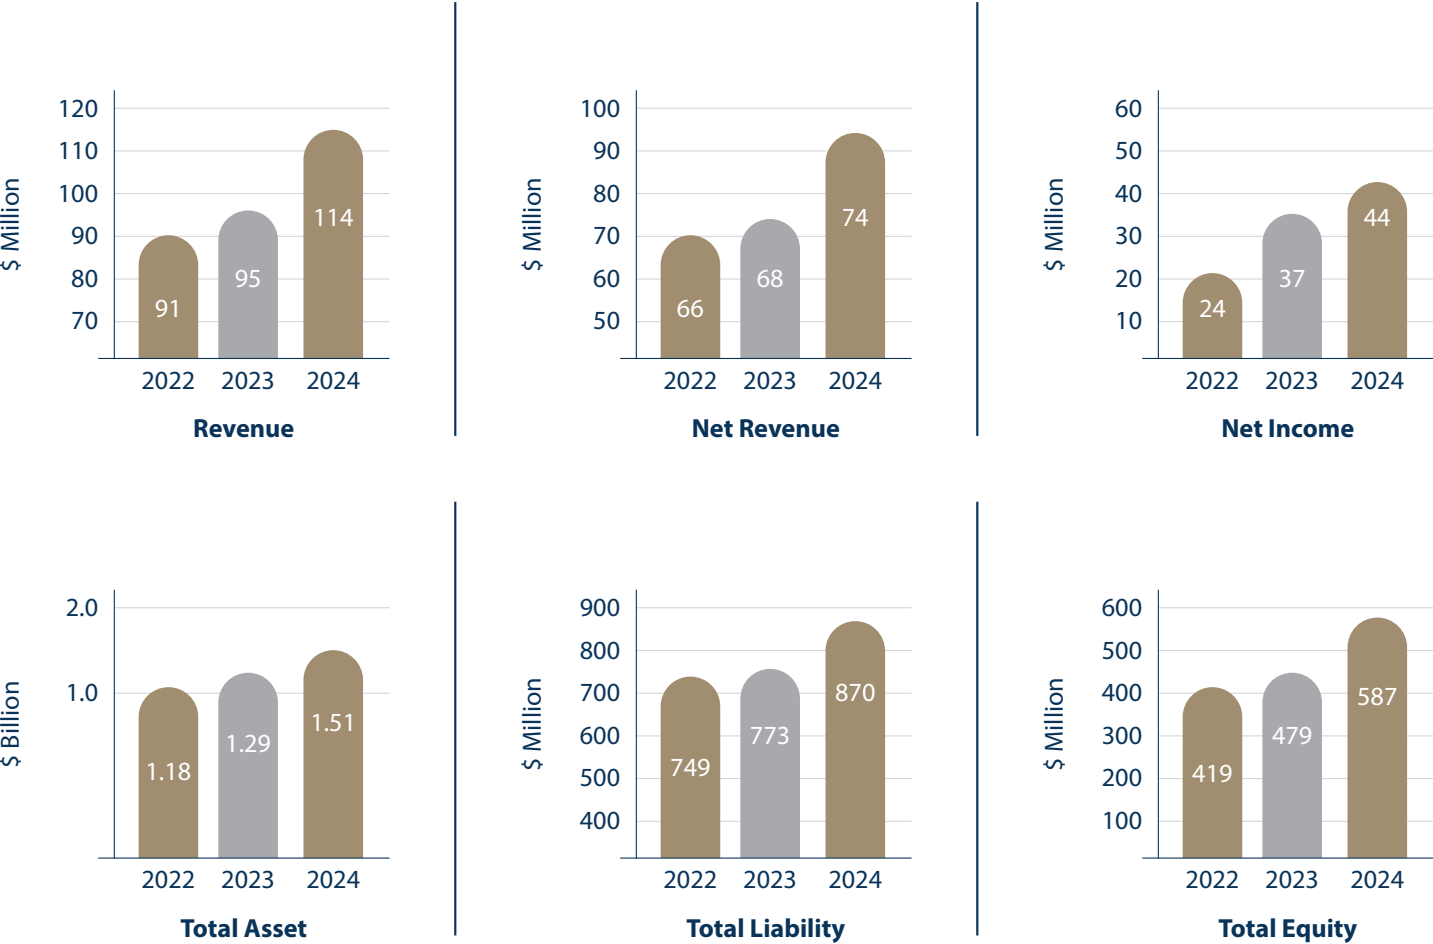 $ Million
120
110
100
90
80
70
91
95
114
2022 2023 2024
Revenue
$ Million
100
90
80
70
60
50
66
68
74
2022 2023 2024
Net Revenue
$ Million
60
50
40
30
20
10
24
37
44
2022 2023 2024
Net Income
$ Billion
2.0
1.0
1.18
1.29
1.51
2022 2023 2024
Total Asset
$ Million
900
800
700
600
500
400
749
773
870
2022 2023 2024
Total Liability
$ Million
600
500
400
300
200
100
419
479
587
2022 2023 2024
Total Equity